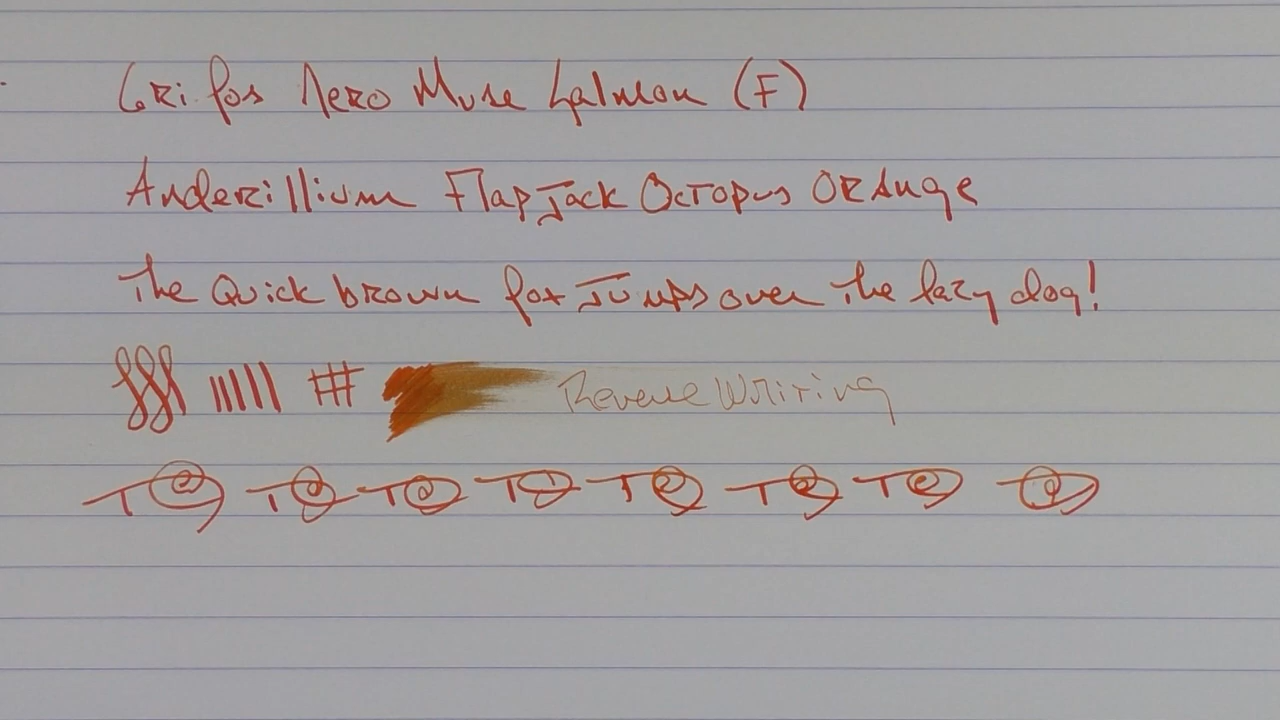 Grifos Aero Muse Salmon (F)
Anderillium Flapjack Octopus ORANge
The Quick brown fox Jumps over the lazy dog!
Reverse Writing